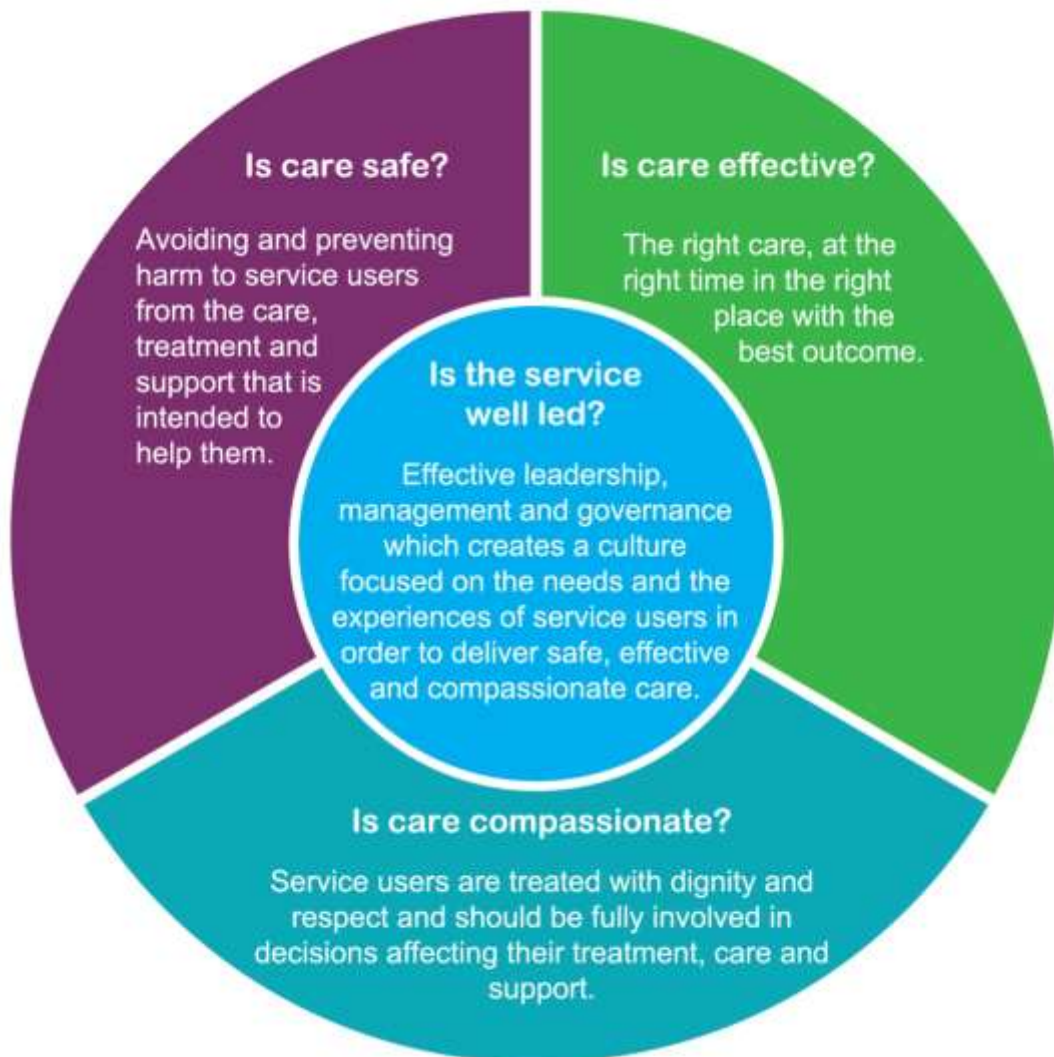 Is care safe?
Avoiding and preventing
harm to service users
from the care,
treatment and
support that is
intended to
help them.
Is care effective?
The right care, at the
right time in the right
place with the
best outcome.
Is the service
well led?
Effective leadership,
management and governance
which creates a culture
focused on the needs and the
experiences of service users in
order to deliver safe, effective
and compassionate care.
Is care compassionate?
Service users are treated with dignity and
respect and should be fully involved in
decisions affecting their treatment, care and
support.